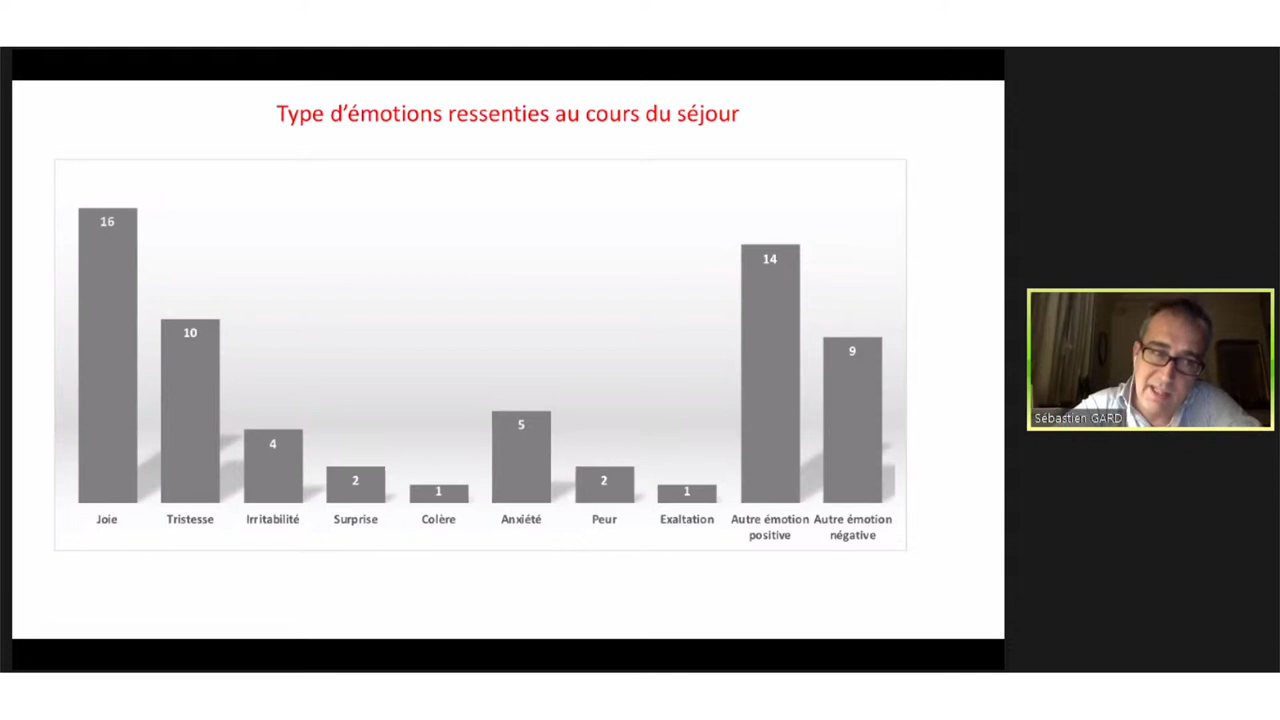 Type d’émotions ressenties au cours du séjour
16
10
4
2
1
5
2
1
14
9
Joie
Tristesse
Irritabilité
Surprise
Colère
Anxiété
Peur
Exaltation
Autre émotion
positive
Autre émotion
négative
Sébastien GARD